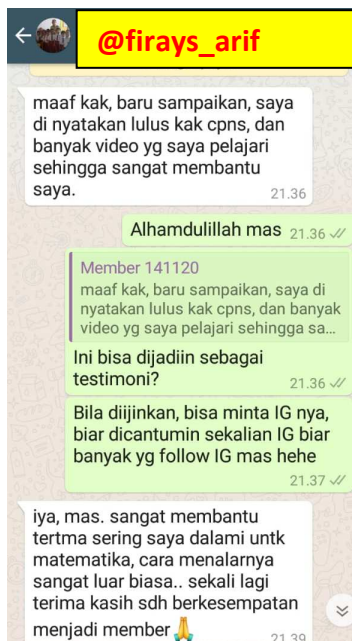 @firays_arif
maaf kak, baru sampaikan, saya
di nyatakan lulus kak cpns, dan
banyak video yg saya pelajari
sehingga sangat membantu
saya.
21.36
Alhamdulillah mas 21.36
Member 141120
maaf kak, baru sampaikan, saya di
nyatakan lulus kak cpns, dan banyak
video yg saya pelajari sehingga sa...
Ini bisa dijadiin sebagai
testimoni?
21.36
Bila diijinkan, bisa minta IG nya,
biar dicantumin sekalian IG biar
banyak yg follow IG mas hehe
21.37
iya, mas. sangat membantu
tertma sering saya dalami untk
matematika, cara menalarnya
sangat luar biasa.. sekali lagi
terima kasih sdh berkesempatan
menjadi member 🙏
21.39